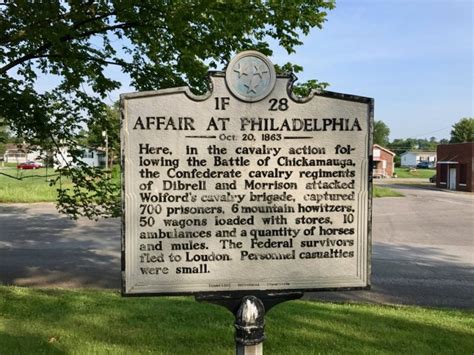 1F 28
AFFAIR AT PHILADELPHIA
Oct. 20, 1863
Here, in the cavalry action fol-
lowing the Battle of Chickamauga,
the Confederate cavalry regiments
of Dibrell and Morrison attacked
Wolford's cavalry brigade, captured
700 prisoners, 6 mountain howitzers,
50 wagons loaded with stores, 10
ambulances and a quantity of horses
and mules. The Federal survivors
fled to Loudon. Personnel casualties
were small.